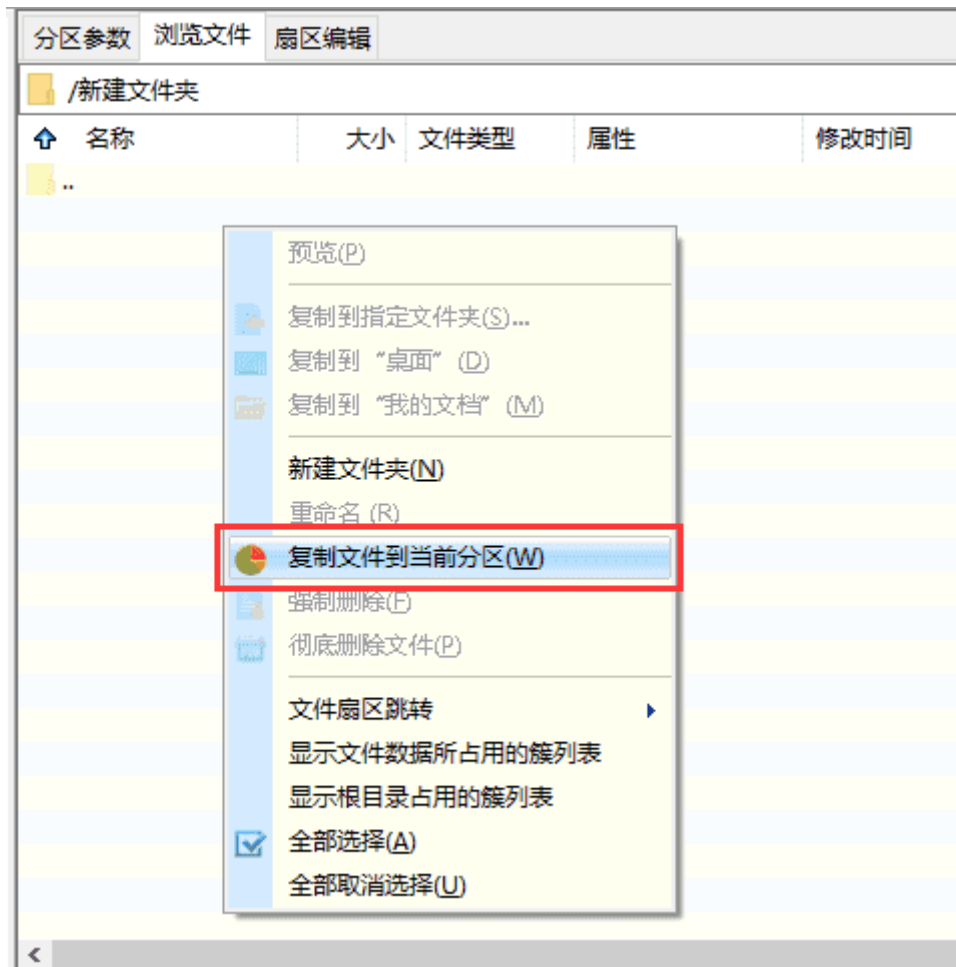 分区参数 浏览文件 扇区编辑
/新建文件夹
名称 大小 文件类型 属性 修改时间
..
预览(P)
复制到指定文件夹(S)...
复制到 “桌面” (D)
复制到 “我的文档” (M)
新建文件夹(N)
重命名 (R)
复制文件到当前分区(W)
强制删除(F)
彻底删除文件(P)
文件扇区跳转
显示文件数据所占用的簇列表
显示根目录占用的簇列表
全部选择(A)
全部取消选择(U)